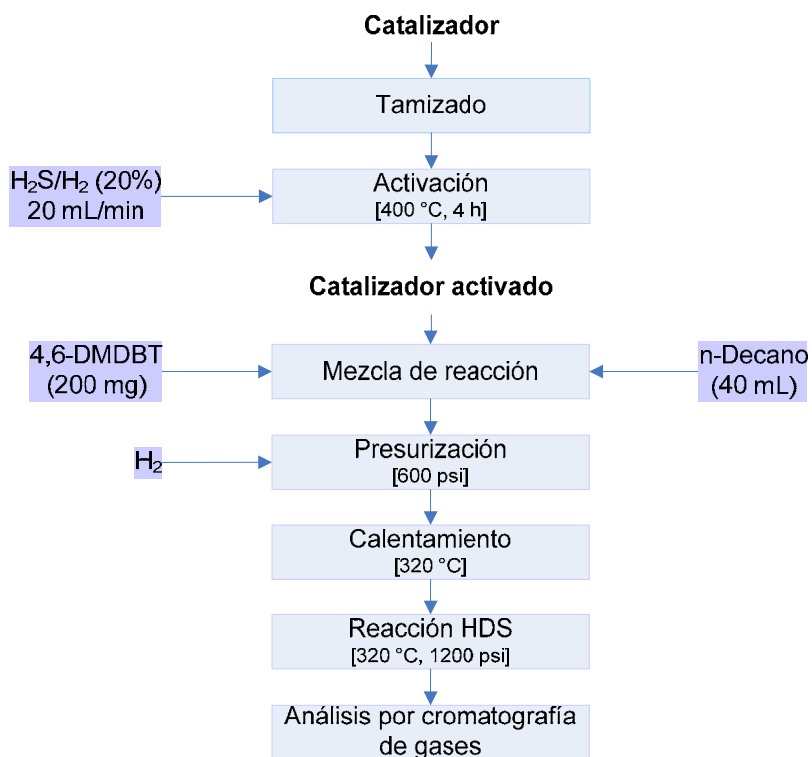 Catalizador
Tamizado
H₂S/H₂ (20%)
20 mL/min
Activación
[400 °C, 4 h]
Catalizador activado
4,6-DMDBT
(200 mg)
Mezcla de reacción
n-Decano
(40 mL)
H₂
Presurización
[600 psi]
Calentamiento
[320 °C]
Reacción HDS
[320 °C, 1200 psi]
Análisis por cromatografía
de gases